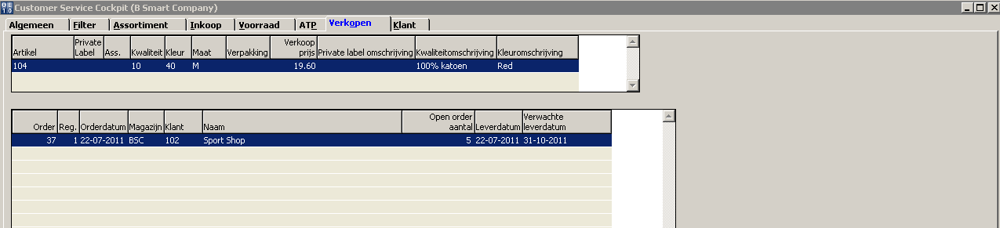 OE 10 Customer Service Cockpit (B Smart Company)
Algemeen Filter Assortiment Inkoop Voorraad ATP Verkopen Klant
Private Verkoop
Artikel Label Ass. Kwaliteit Kleur Maat Verpakking prijs Private label omschrijving Kwaliteitomschrijving Kleuromschrijving
104 10 40 M 19.60 100% katoen Red
Open order Verwachte
Order Reg. Orderdatum Magazijn Klant Naam aantal Leverdatum leverdatum
37 1 22-07-2011 BSC 102 Sport Shop 5 22-07-2011 31-10-2011